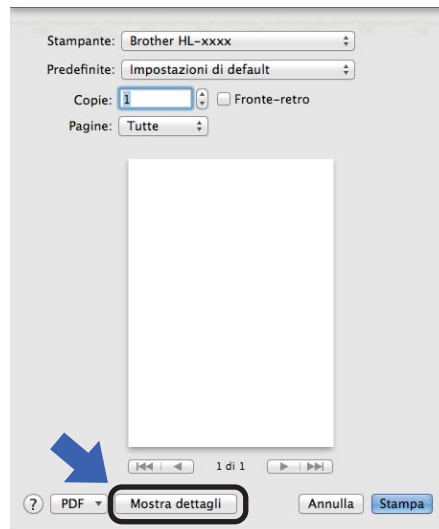 Stampante: Brother HL-xxxx
Predefinite: Impostazioni di default
Copie: 1 Fronte-retro
Pagine: Tutte
1 di 1
? PDF Mostra dettagli Annulla Stampa